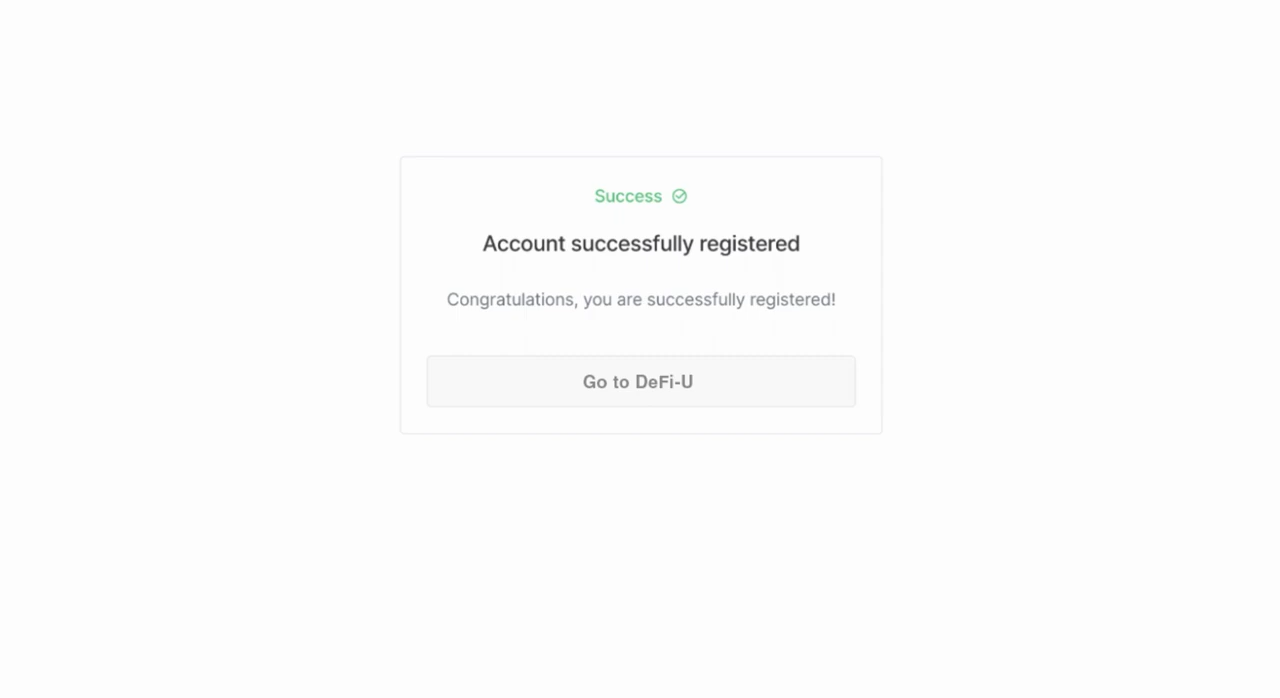 Success
Account successfully registered
Congratulations, you are successfully registered!
Go to DeFi-U